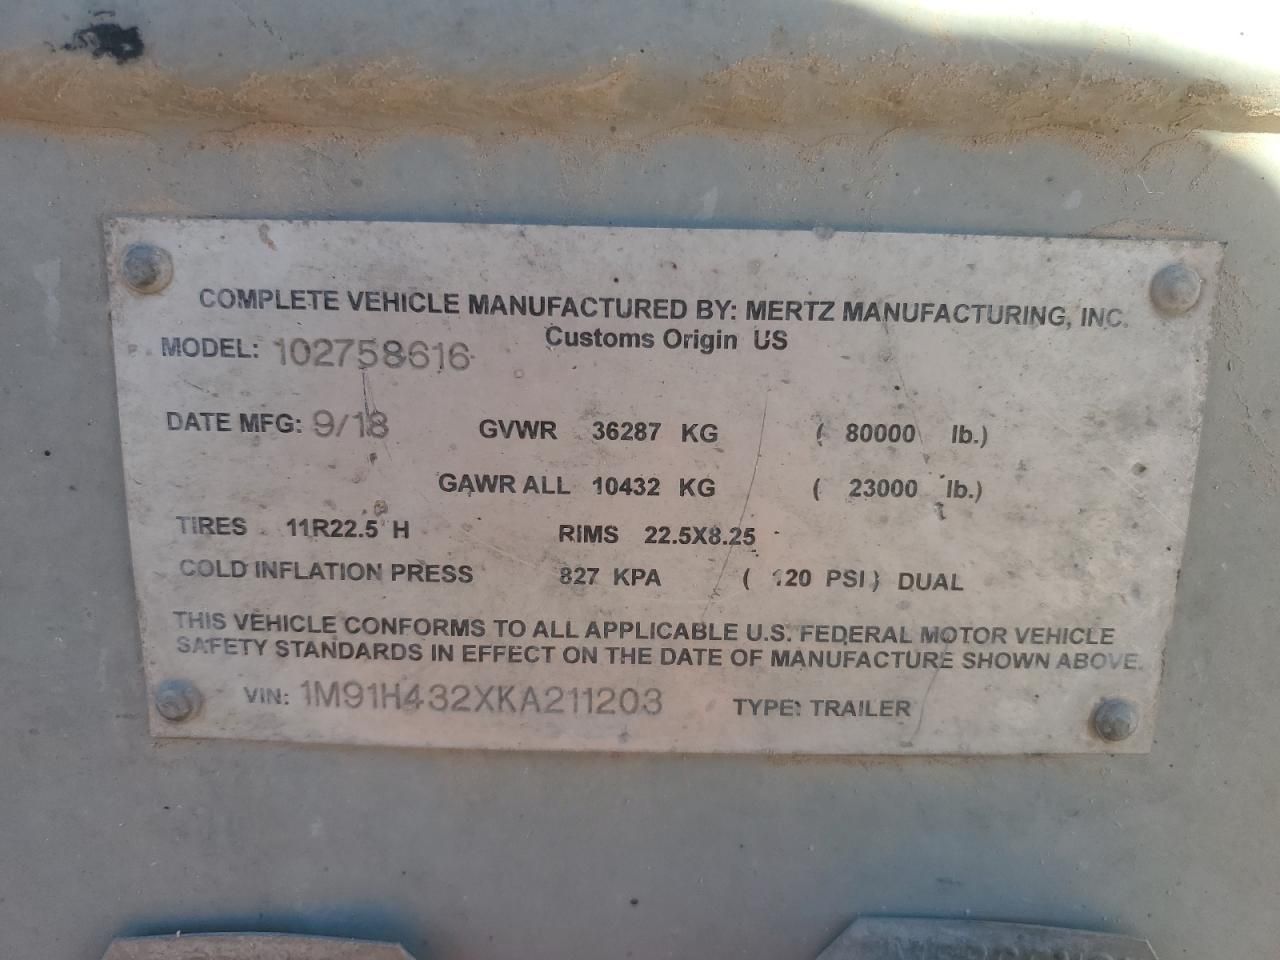 COMPLETE VEHICLE MANUFACTURED BY: MERTZ MANUFACTURING, INC.
Customs Origin US
MODEL: 102758616
DATE MFG: 9/18 GVWR 36287 KG ( 80000 lb.)
GAWR ALL 10432 KG ( 23000 lb.)
TIRES 11R22.5 H RIMS 22.5X8.25
COLD INFLATION PRESS 827 KPA ( 120 PSI) DUAL
THIS VEHICLE CONFORMS TO ALL APPLICABLE U.S. FEDERAL MOTOR VEHICLE
SAFETY STANDARDS IN EFFECT ON THE DATE OF MANUFACTURE SHOWN ABOVE.
VIN: 1M91H432XKA211203 TYPE: TRAILER